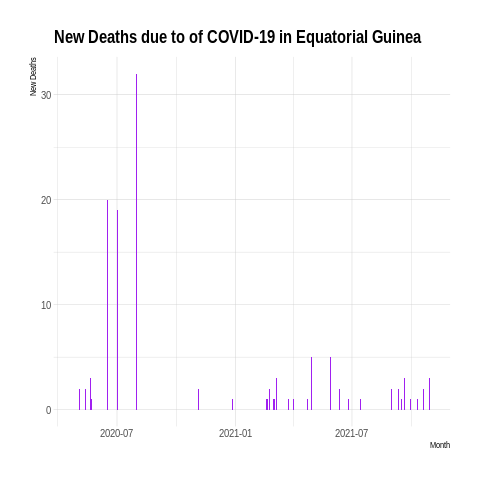 New Deaths due to of COVID-19 in Equatorial Guinea
New Deaths
30
20
10
0
2020-07
2021-01
2021-07
Month